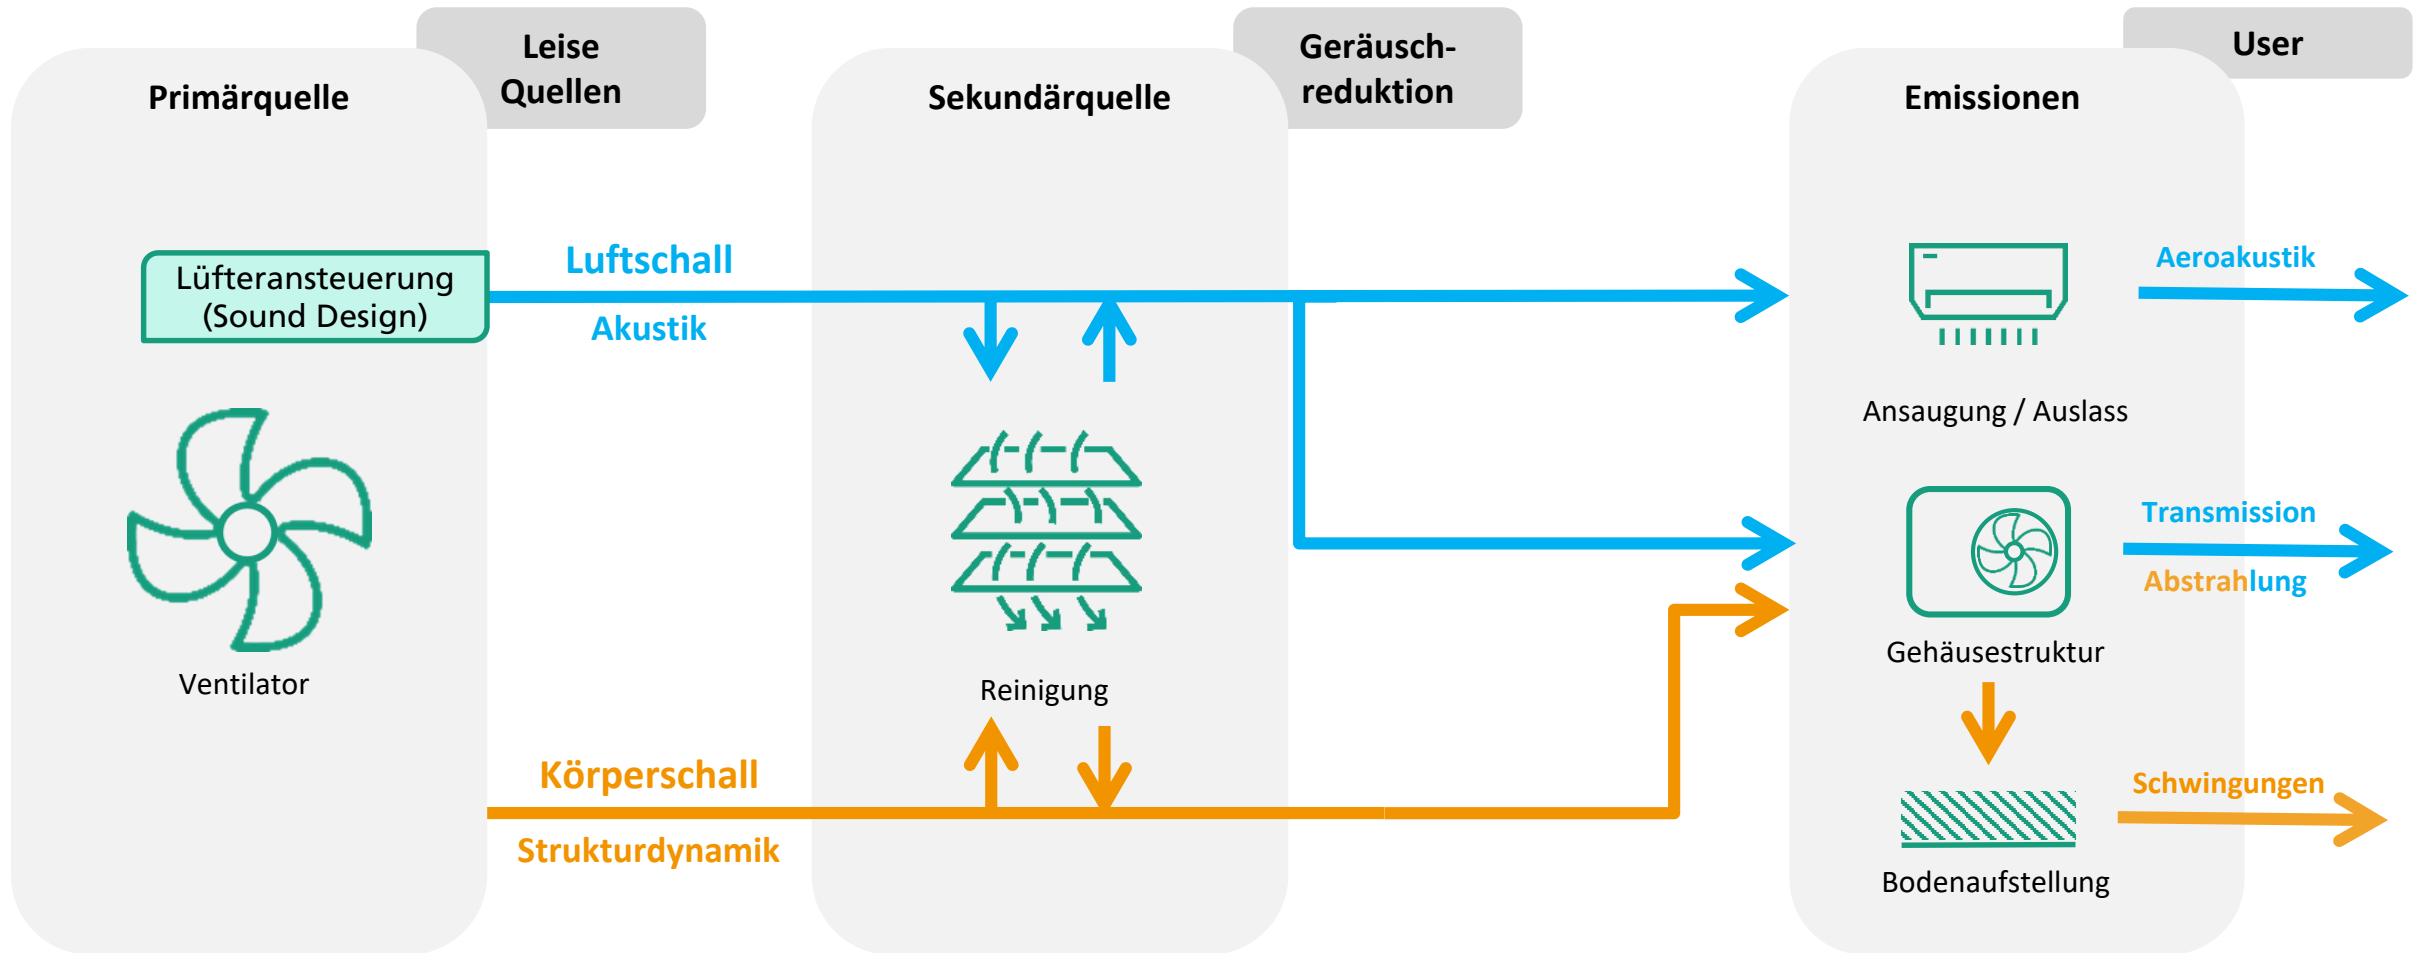 Leise
Quellen
Geräusch-
reduktion
User
Primärquelle
Sekundärquelle
Emissionen
Lüfteransteuerung
(Sound Design)
Luftschall
Akustik
Aeroakustik
Ansaugung / Auslass
Transmission
Abstrahlung
Gehäusestruktur
Ventilator
Reinigung
Körperschall
Strukturdynamik
Schwingungen
Bodenaufstellung